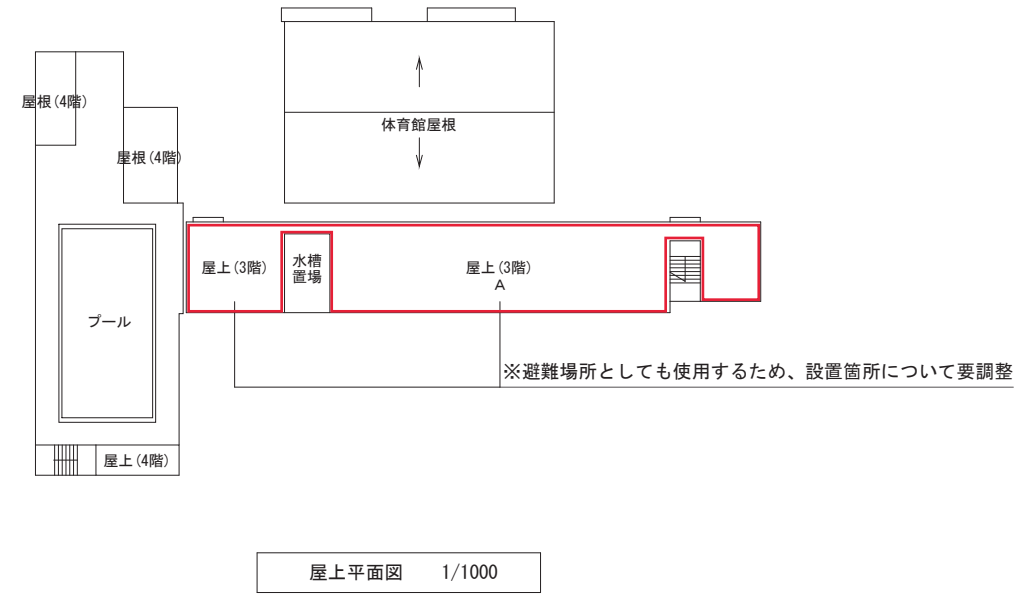 屋根(4階)
体育館屋根
屋根(4階)
屋上(3階)
水槽
置場
屋上(3階)
A
プール
※避難場所としても使用するため、設置箇所について要調整
屋上(4階)
屋上平面図 1/1000